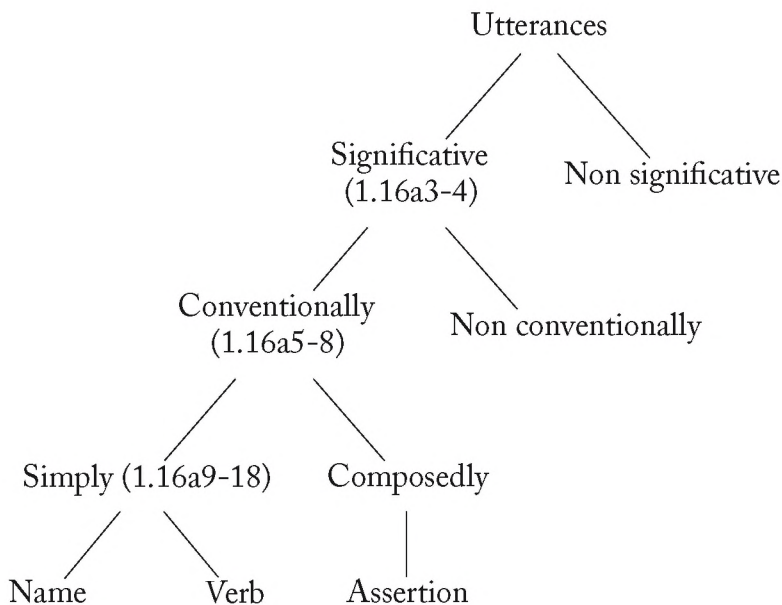 Utterances
Significative
(1.16a3-4)
Non significative
Conventionally
(1.16a5-8)
Non conventionally
Simply (1.16a9-18)
Composedly
Name
Verb
Assertion